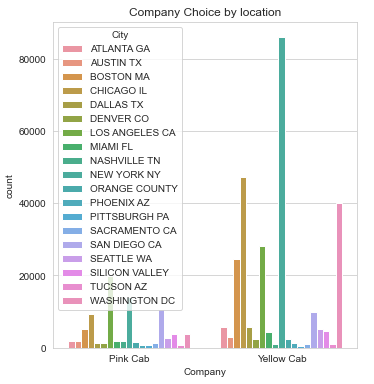 Company Choice by location
City
ATLANTA GA
AUSTIN TX
BOSTON MA
CHICAGO IL
DALLAS TX
DENVER CO
LOS ANGELES CA
MIAMI FL
NASHVILLE TN
NEW YORK NY
ORANGE COUNTY
PHOENIX AZ
PITTSBURGH PA
SACRAMENTO CA
SAN DIEGO CA
SEATTLE WA
SILICON VALLEY
TUCSON AZ
WASHINGTON DC
80000
60000
40000
20000
0
count
Pink Cab
Yellow Cab
Company